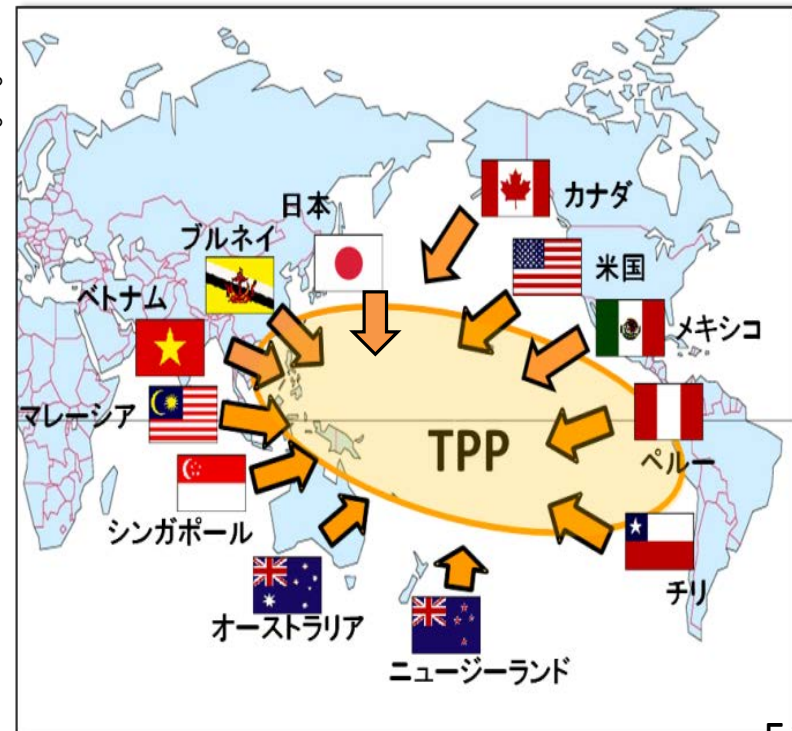 。
。
カナダ
日本
ブルネイ
米国
ベトナム
メキシコ
マレーシア
TPP
ペルー
シンガポール
チリ
オーストラリア
ニュージーランド